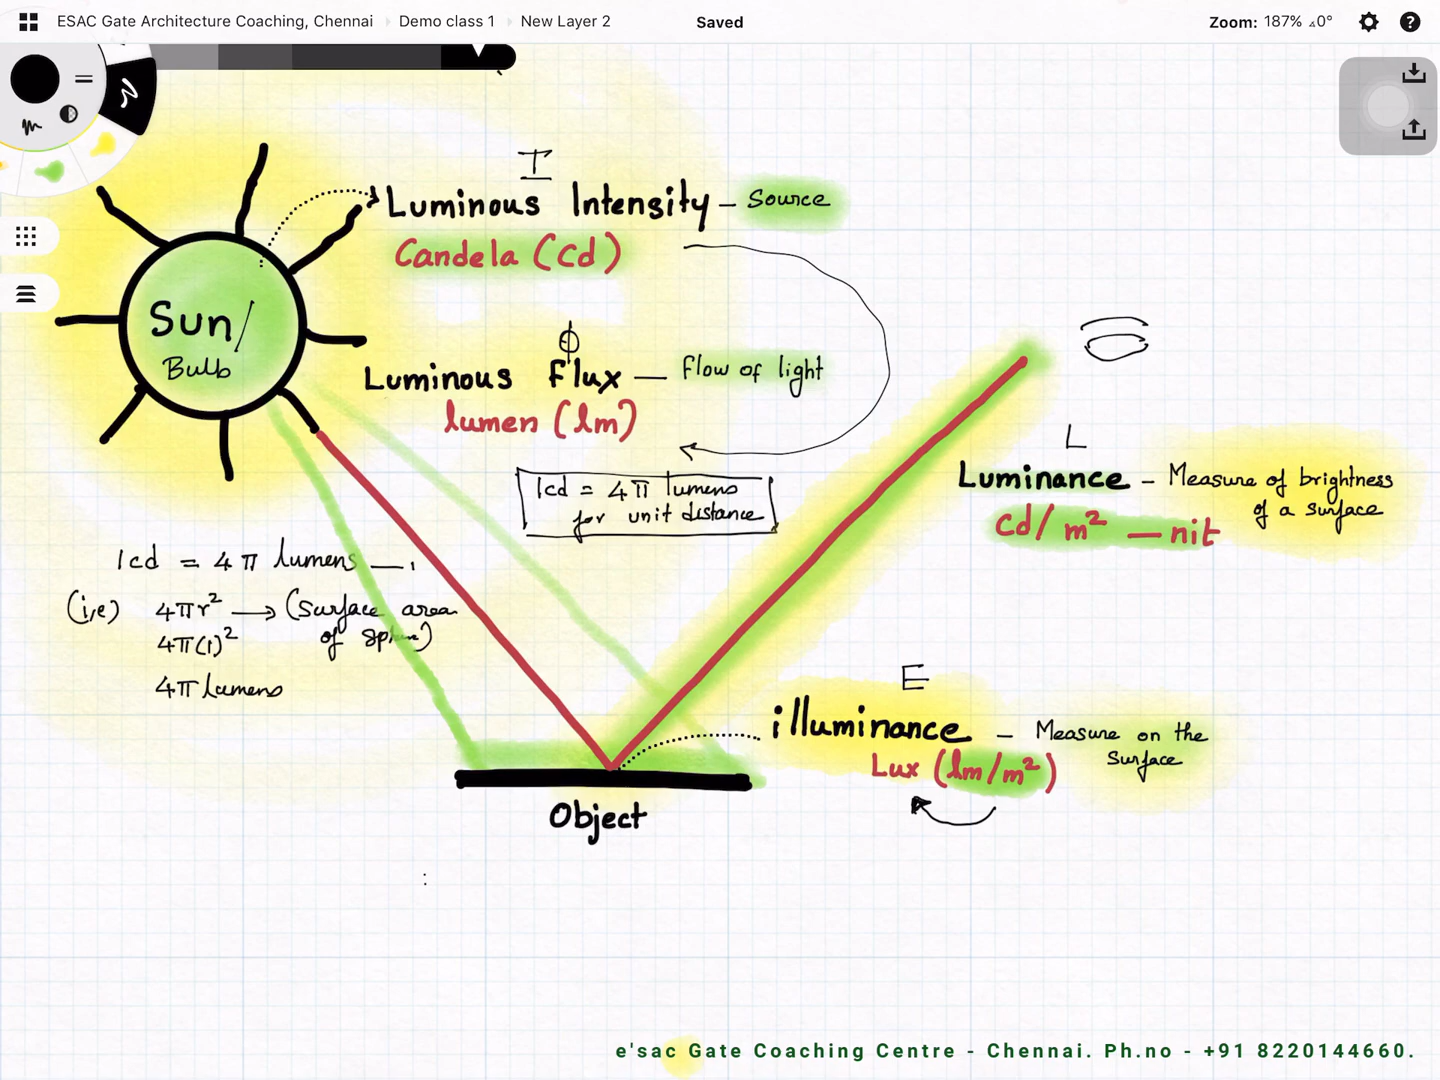 ESAC Gate Architecture Coaching, Chennai › Demo class 1 › New Layer 2
Saved
Zoom: 187% ⊿0°
I
Luminous Intensity – Source
Candela (Cd)
Sun/
Bulb
ϕ
Luminous flux — Flow of light
lumen (lm)
1cd = 4π lumens
for unit distance
L
Luminance – Measure of brightness
of a surface
cd/m² — nit
1cd = 4π lumens —
(i,e) 4πr² → (Surface area
of Sphere)
4π(1)²
4π lumens
E
illuminance – Measure on the
Surface
Lux (lm/m²)
Object
:
e'sac Gate Coaching Centre - Chennai. Ph.no - +91 8220144660.